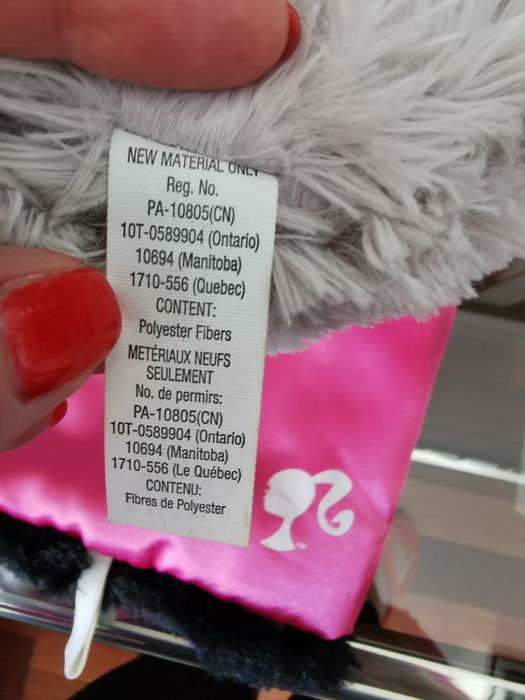 NEW MATERIAL ONLY
Reg. No.
PA-10805(CN)
10T-0589904 (Ontario)
10694 (Manitoba)
1710-556 (Quebec)
CONTENT:
Polyester Fibers
METÉRIAUX NEUFS
SEULEMENT
No. de permirs:
PA-10805(CN)
10T-0589904 (Ontario)
10694 (Manitoba)
1710-556 (Le Québec)
CONTENU:
Fibres de Polyester